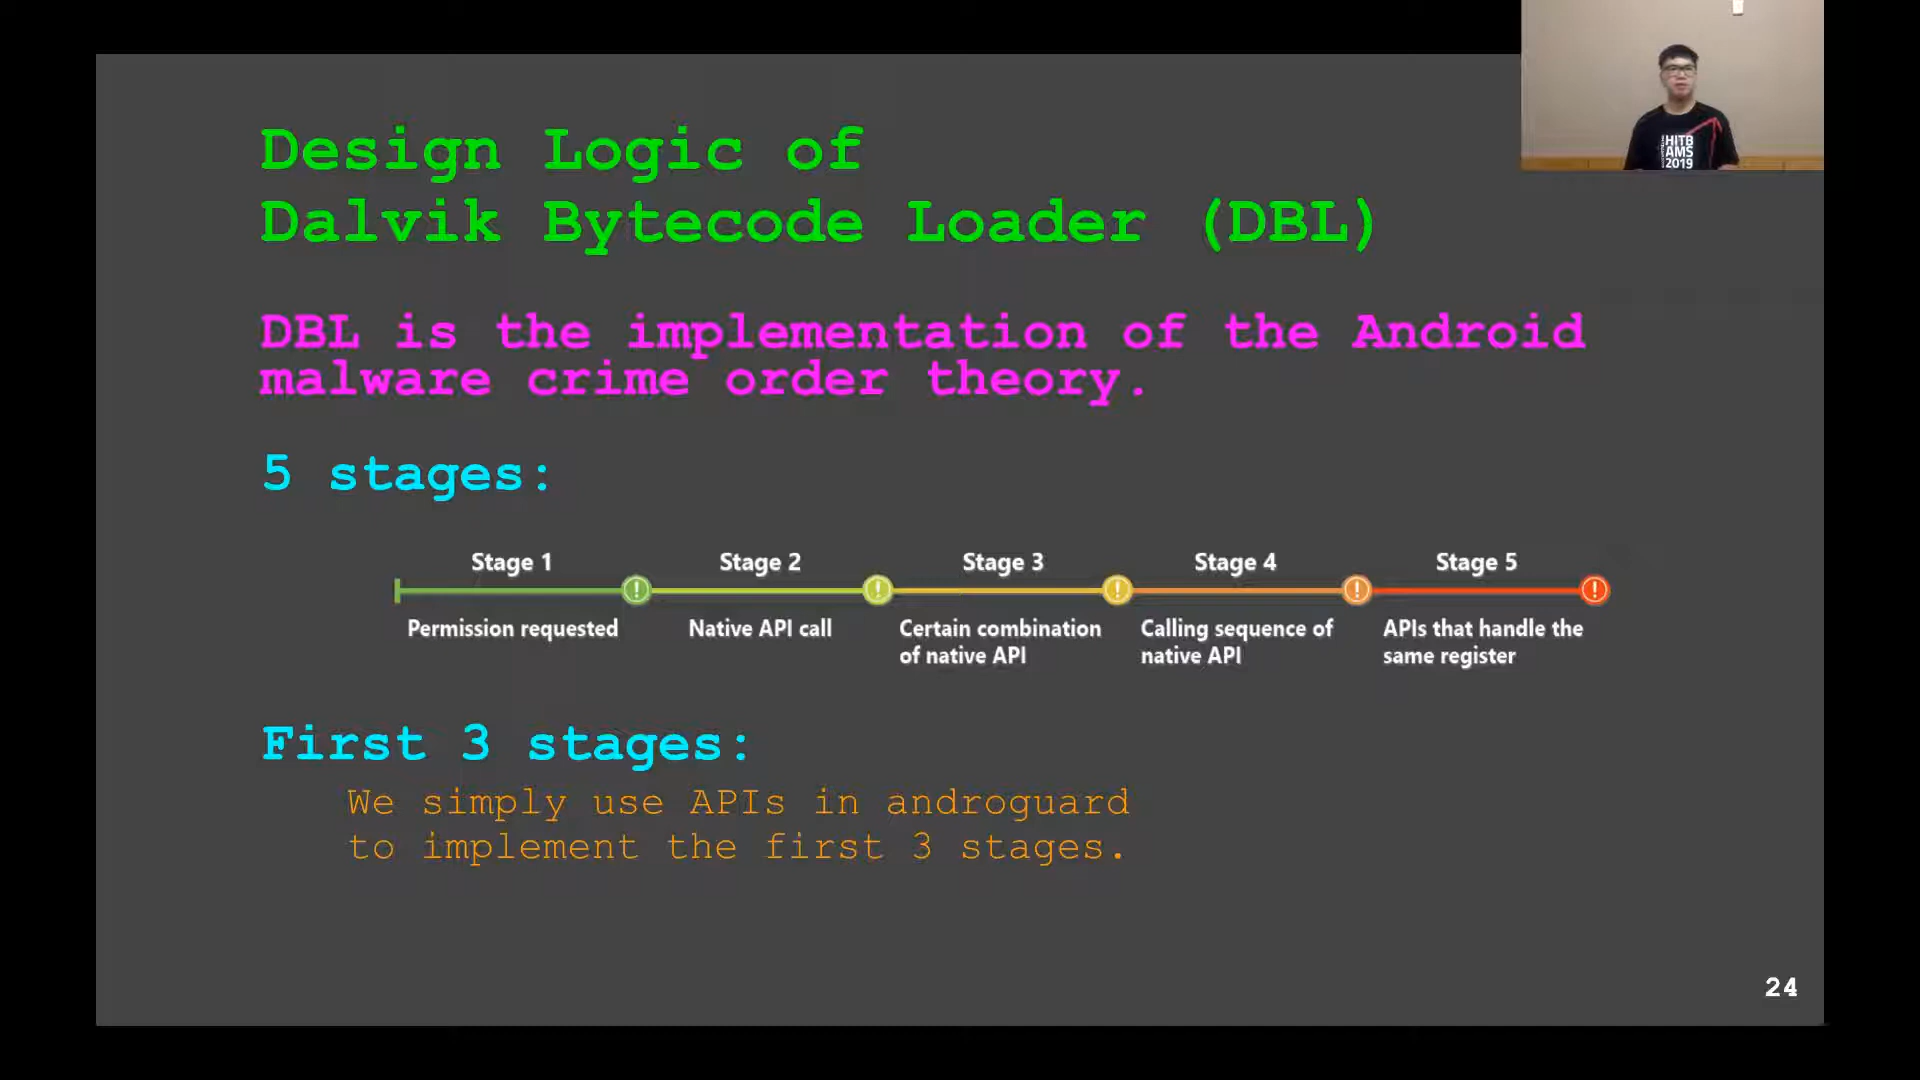 Design Logic of
Dalvik Bytecode Loader (DBL)
DBL is the implementation of the Android
malware crime order theory.
5 stages:
Stage 1
Stage 2
Stage 3
Stage 4
Stage 5
Permission requested
Native API call
Certain combination
of native API
Calling sequence of
native API
APIs that handle the
same register
First 3 stages:
We simply use APIs in androguard
to implement the first 3 stages.
24
HITB
AMS
2019